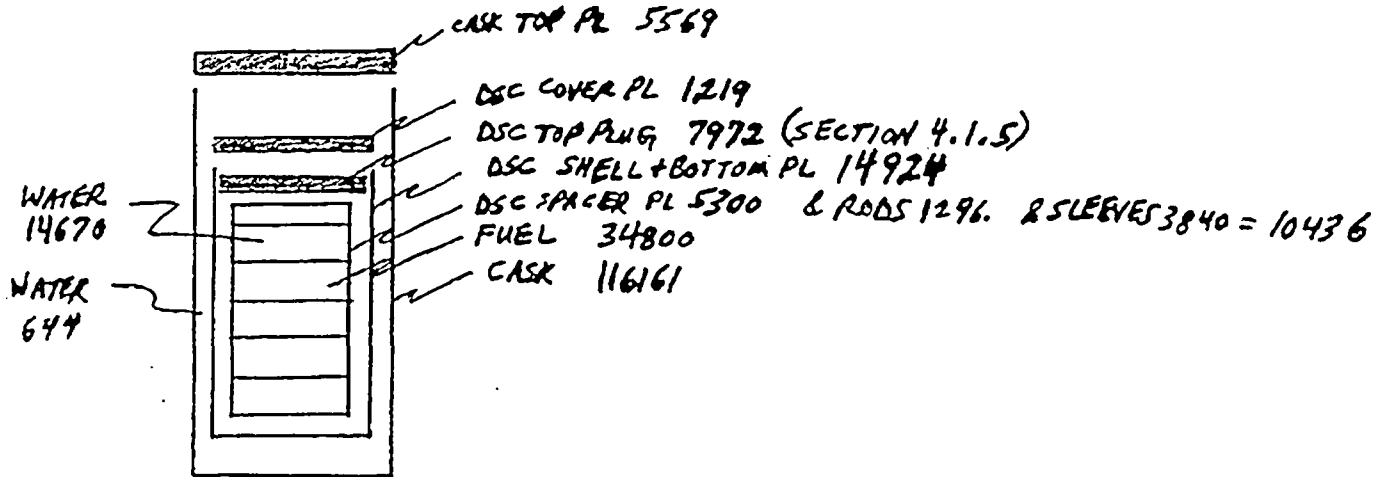 CASK TOP PL 5569
DSC COVER PL 1219
DSC TOP PLUG 7972 (SECTION 4.1.5)
DSC SHELL + BOTTOM PL 14924
DSC SPACER PL 5300 & RODS 1296. & SLEEVES 3840 = 10436
FUEL 34800
CASK 116161
WATER
14670
WATER
644